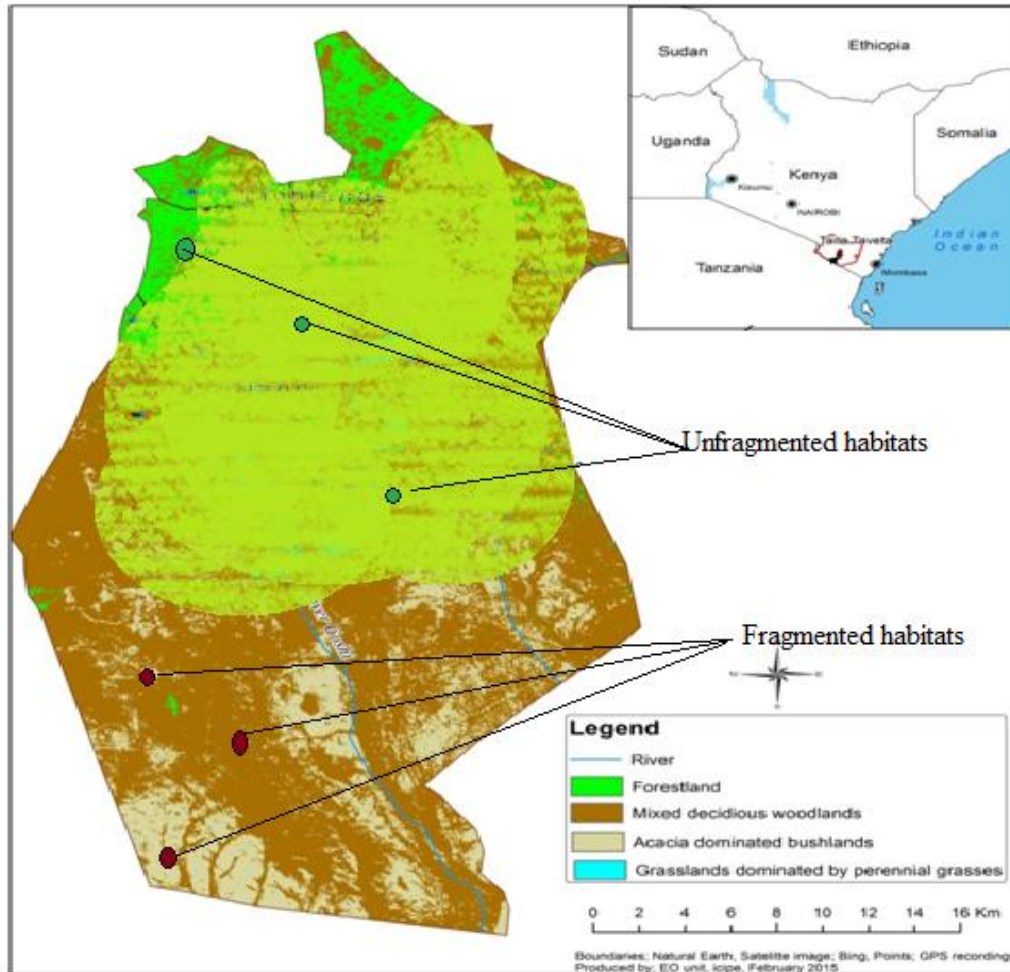 Sudan
Ethiopia
Uganda
Somalia
Kenya
Kisumu
NAIROBI
Taita Taveta
Indian
Ocean
Tanzania
Mombasa
Unfragmented habitats
Fragmented habitats
Legend
River
Forestland
Mixed decidious woodlands
Acacia dominated bushlands
Grasslands dominated by perennial grasses
0 2 4 6 8 10 12 14 16 Km
Boundaries; Natural Earth, Satelite image; Bing, Points; GPS recording
Produced by; EO unit, icipe, February 2015